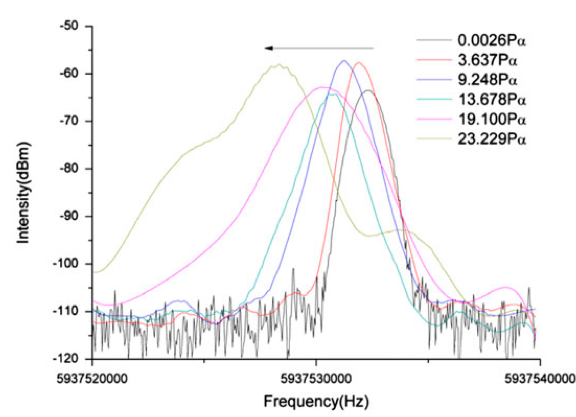 -50
-60
-70
-80
-90
-100
-110
-120
Intensity(dBm)
0.0026Pα
3.637Pα
9.248Pα
13.678Pα
19.100Pα
23.229Pα
5937520000
5937530000
5937540000
Frequency(Hz)